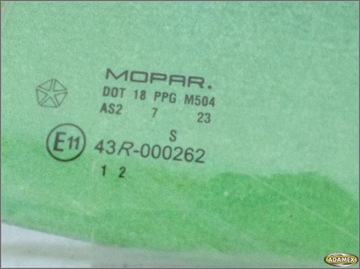 MOPAR.
DOT 18 PPG M504
AS2 7 23
S
E11 43R-000262
1 2
ADAMEX